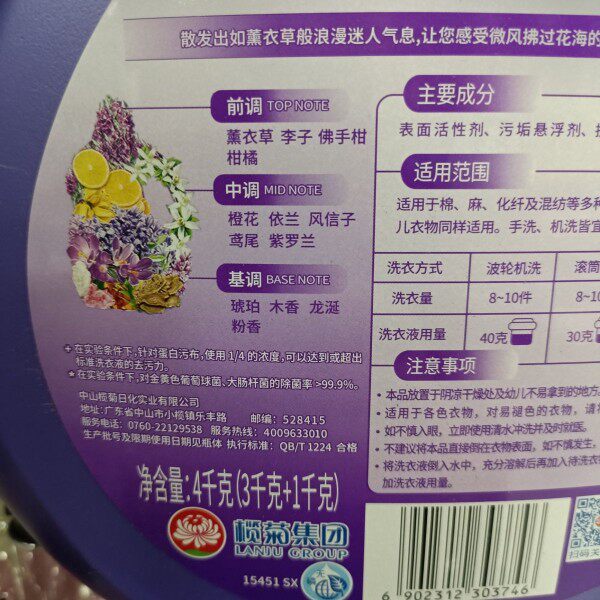 散发出如薰衣草般浪漫迷人气息,让您感受微风拂过花海的
前调 TOP NOTE
薰衣草 李子 佛手柑
柑橘
中调 MID NOTE
橙花 依兰 风信子
鸢尾 紫罗兰
基调 BASE NOTE
琥珀 木香 龙涎
粉香
+在实验条件下,针对蛋白污布,使用1/4的浓度,可以达到或超出
标准洗衣液的去污力。
★在实验条件下,对金黄色葡萄球菌、大肠杆菌的除菌率>99.9%。
中山榄菊日化实业有限公司
地址:广东省中山市小榄镇乐丰路 邮编:528415
服务电话:0760-22129538 服务热线:4009633010
生产批号及限期使用日期见瓶体 执行标准:QB/T 1224 合格
净含量:4千克(3千克+1千克)
榄菊集团
LANJU GROUP
15451 SX
主要成分
表面活性剂、污垢悬浮剂、
适用范围
适用于棉、麻、化纤及混纺等多种
儿衣物同样适用。手洗、机洗皆宜
洗衣方式 波轮机洗 滚筒
洗衣量 8~10件 8~10
洗衣液用量 40克 30克
注意事项
·本品放置于阴凉干燥处及幼儿不易拿到的地方。
·适用于各色衣物,对易褪色的衣物,请
·如不慎入眼,立即使用清水冲洗并及时就医。
·不建议将本品直接倒在衣物表面,如不慎发生,
·将洗衣液倒入水中,充分溶解后再加入待洗衣物
加洗衣液用量。
6 902312 303746
扫码关